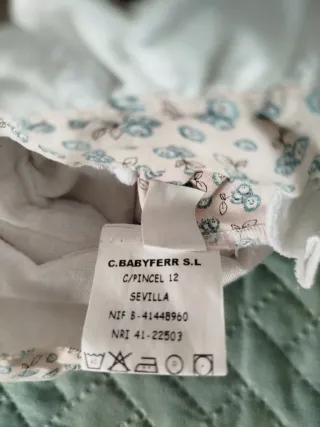 C.BABYFERR S.L
C/PINCEL 12
SEVILLA
NIF B-41448960
NRI 41-22503